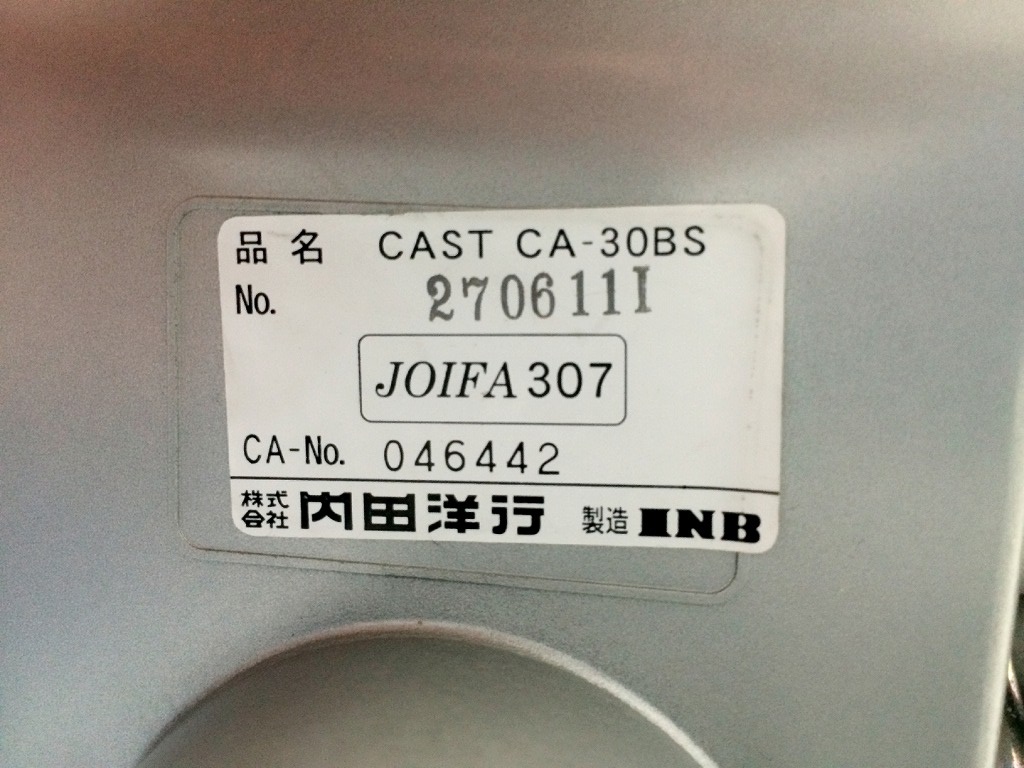 品名 CAST CA-30BS
No. 2706111
JOIFA 307
CA-No. 046442
株式会社 内田洋行 製造 INB